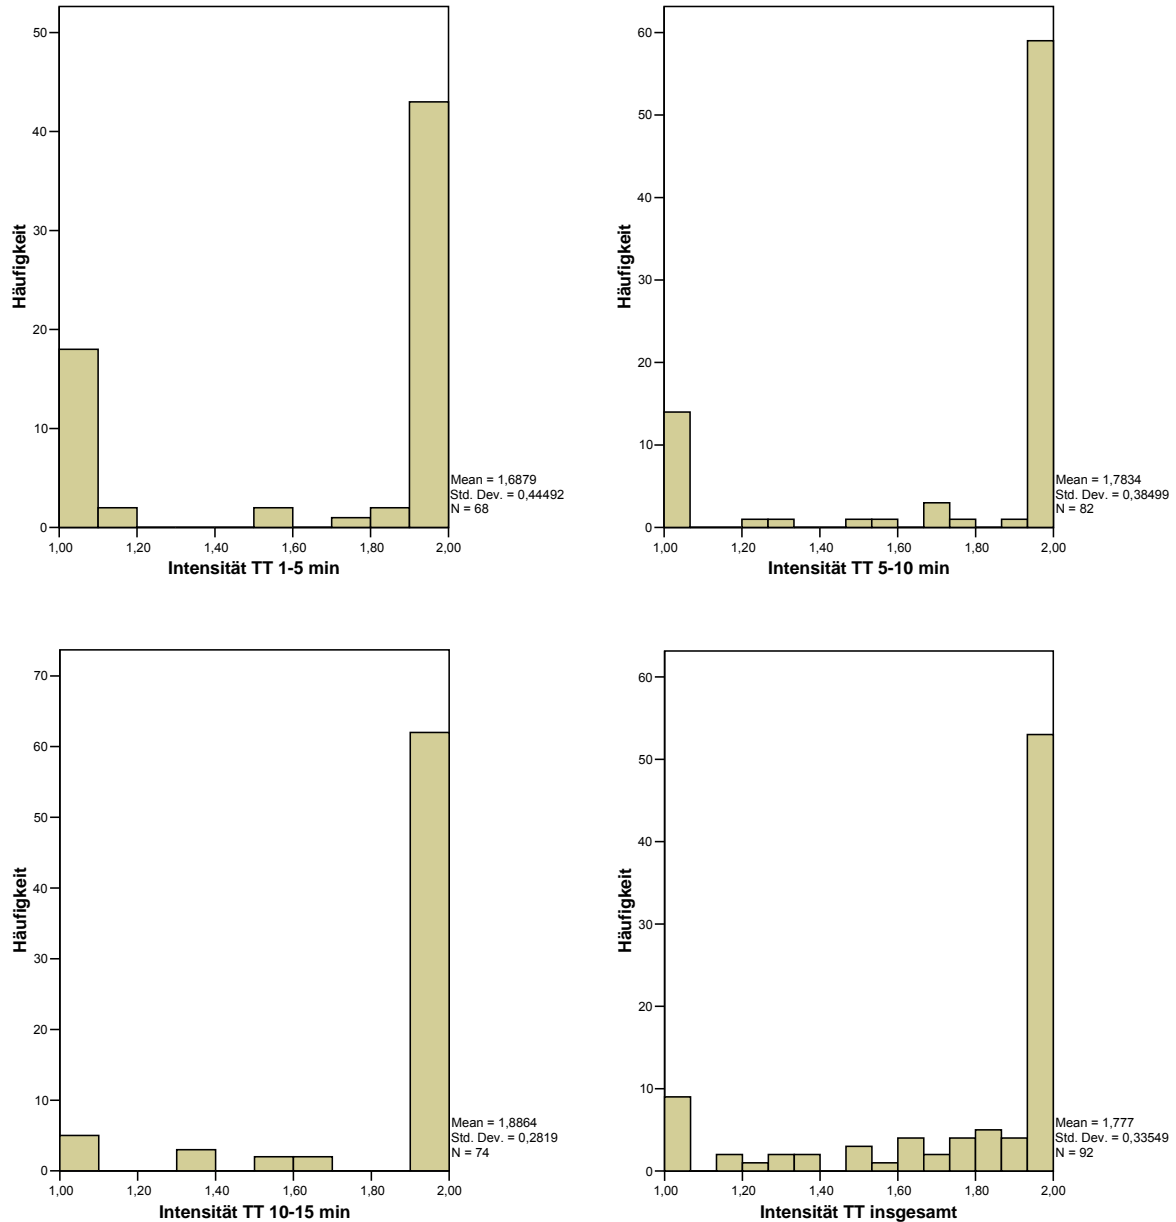 50
40
30
20
10
0
Häufigkeit
1,00 1,20 1,40 1,60 1,80 2,00
Intensität TT 1-5 min
Mean = 1,6879
Std. Dev. = 0,44492
N = 68
60
50
40
30
20
10
0
Häufigkeit
1,00 1,20 1,40 1,60 1,80 2,00
Intensität TT 5-10 min
Mean = 1,7834
Std. Dev. = 0,38499
N = 82
70
60
50
40
30
20
10
0
Häufigkeit
1,00 1,20 1,40 1,60 1,80 2,00
Intensität TT 10-15 min
Mean = 1,8864
Std. Dev. = 0,2819
N = 74
60
50
40
30
20
10
0
Häufigkeit
1,00 1,20 1,40 1,60 1,80 2,00
Intensität TT insgesamt
Mean = 1,777
Std. Dev. = 0,33549
N = 92